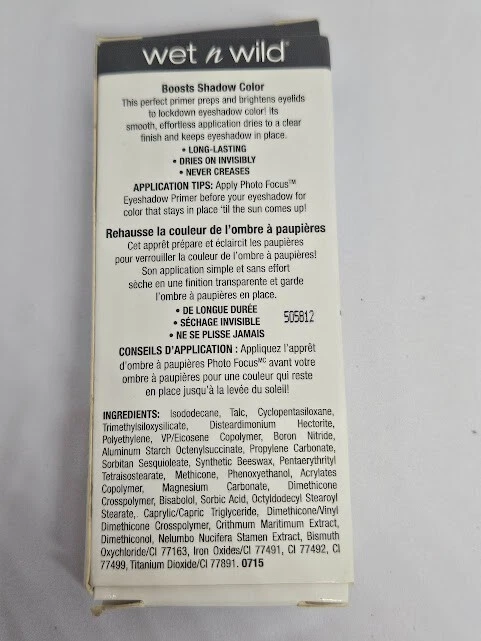 wet n wild®
Boosts Shadow Color
This perfect primer preps and brightens eyelids
to lockdown eyeshadow color! Its
smooth, effortless application dries to a clear
finish and keeps eyeshadow in place.
• LONG-LASTING
• DRIES ON INVISIBLY
• NEVER CREASES
APPLICATION TIPS: Apply Photo Focus™
Eyeshadow Primer before your eyeshadow for
color that stays in place 'til the sun comes up!
Rehausse la couleur de l'ombre à paupières
Cet apprêt prépare et éclaircit les paupières
pour verrouiller la couleur de l'ombre à paupières!
Son application simple et sans effort
sèche en une finition transparente et garde
l'ombre à paupières en place.
• DE LONGUE DURÉE
• SÉCHAGE INVISIBLE
• NE SE PLISSE JAMAIS
505812
CONSEILS D'APPLICATION : Appliquez l'apprêt
d'ombre à paupières Photo Focusᴹᶜ avant votre
ombre à paupières pour une couleur qui reste
en place jusqu'à la levée du soleil!
INGREDIENTS: Isododecane, Talc, Cyclopentasiloxane,
Trimethylsiloxysilicate, Disteardimonium Hectorite,
Polyethylene, VP/Eicosene Copolymer, Boron Nitride,
Aluminum Starch Octenylsuccinate, Propylene Carbonate,
Sorbitan Sesquioleate, Synthetic Beeswax, Pentaerythrityl
Tetraisostearate, Methicone, Phenoxyethanol, Acrylates
Copolymer, Magnesium Carbonate, Dimethicone
Crosspolymer, Bisabolol, Sorbic Acid, Octyldodecyl Stearoyl
Stearate, Caprylic/Capric Triglyceride, Dimethicone/Vinyl
Dimethicone Crosspolymer, Crithmum Maritimum Extract,
Dimethiconol, Nelumbo Nucifera Stamen Extract, Bismuth
Oxychloride/CI 77163, Iron Oxides/CI 77491, CI 77492, CI
77499, Titanium Dioxide/CI 77891. 0715